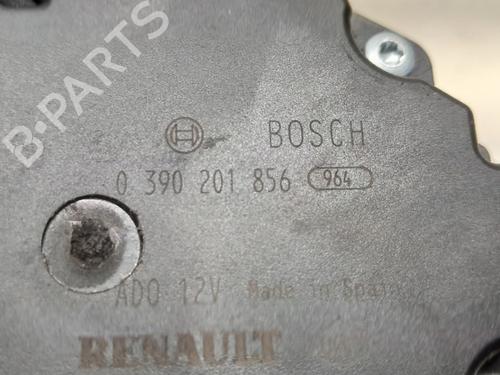 B-PARTS
BOSCH
0 390 201 856 964
ADO 12V Made in Spain
RENAULT